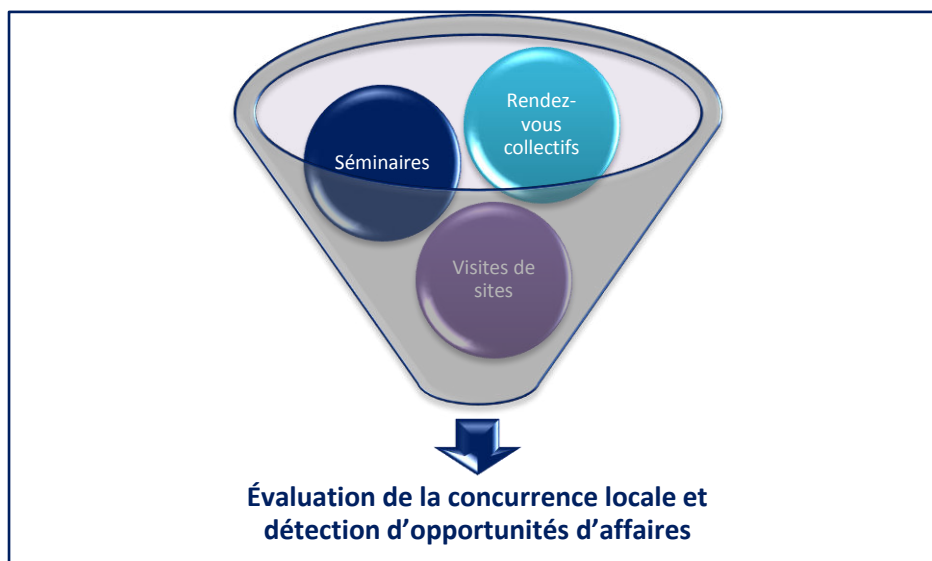 Rendez-
vous
collectifs
Séminaires
Visites de
sites
Évaluation de la concurrence locale et
détection d’opportunités d’affaires